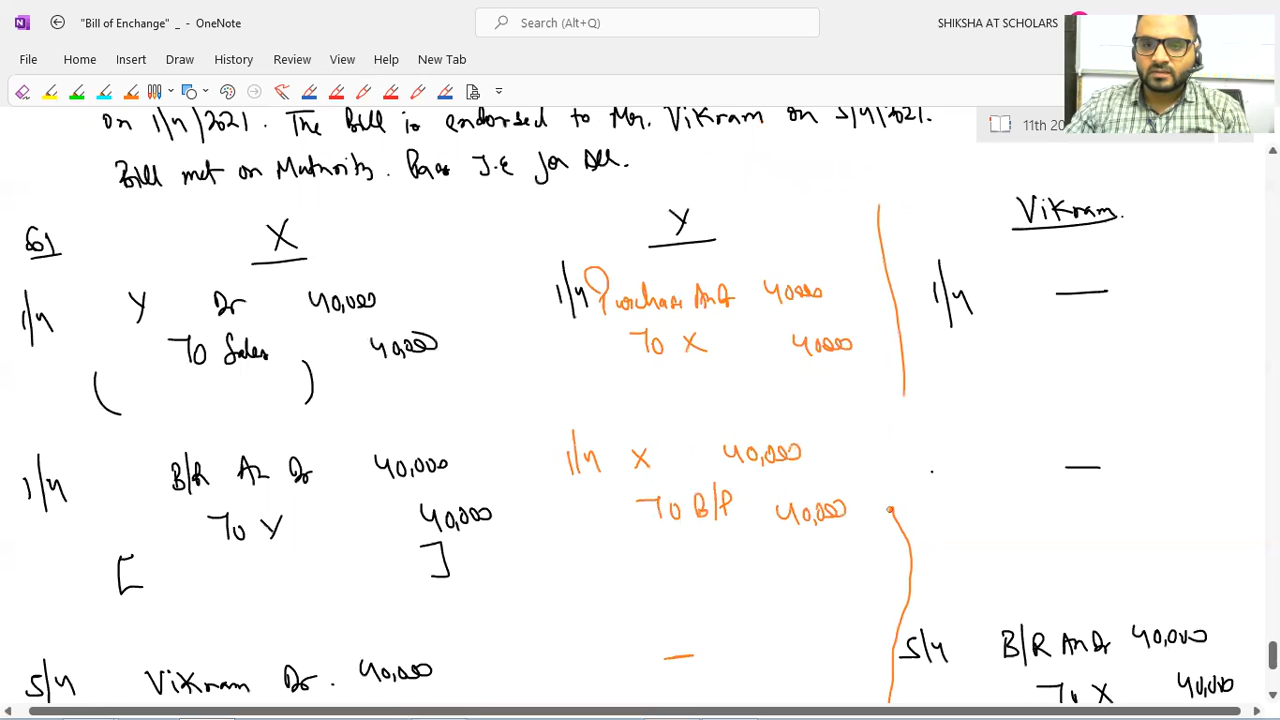 "Bill of Enchange" _ - OneNote
Search (Alt+Q)
SHIKSHA AT SCHOLARS
File Home Insert Draw History Review View Help New Tab
11th 20
on 1/4/2021. The Bill is endorsed to Mr. Vikram on 5/4/2021.
Bill met on Maturity. Pass J.E for All.
Sol X Y Vikram.
1/4 Y Dr 40,000 1/4 Purchase A/c Dr 40000 1/4 —
To Sales 40,000 To X 40000
( )
1/4 B/R A/c Dr 40,000 1/4 X 40,000 —
To Y 40,000 To B/P 40,000
[ ]
5/4 Vikram Dr. 40,000 — 5/4 B/R A/c Dr 40,000
To X 40,000